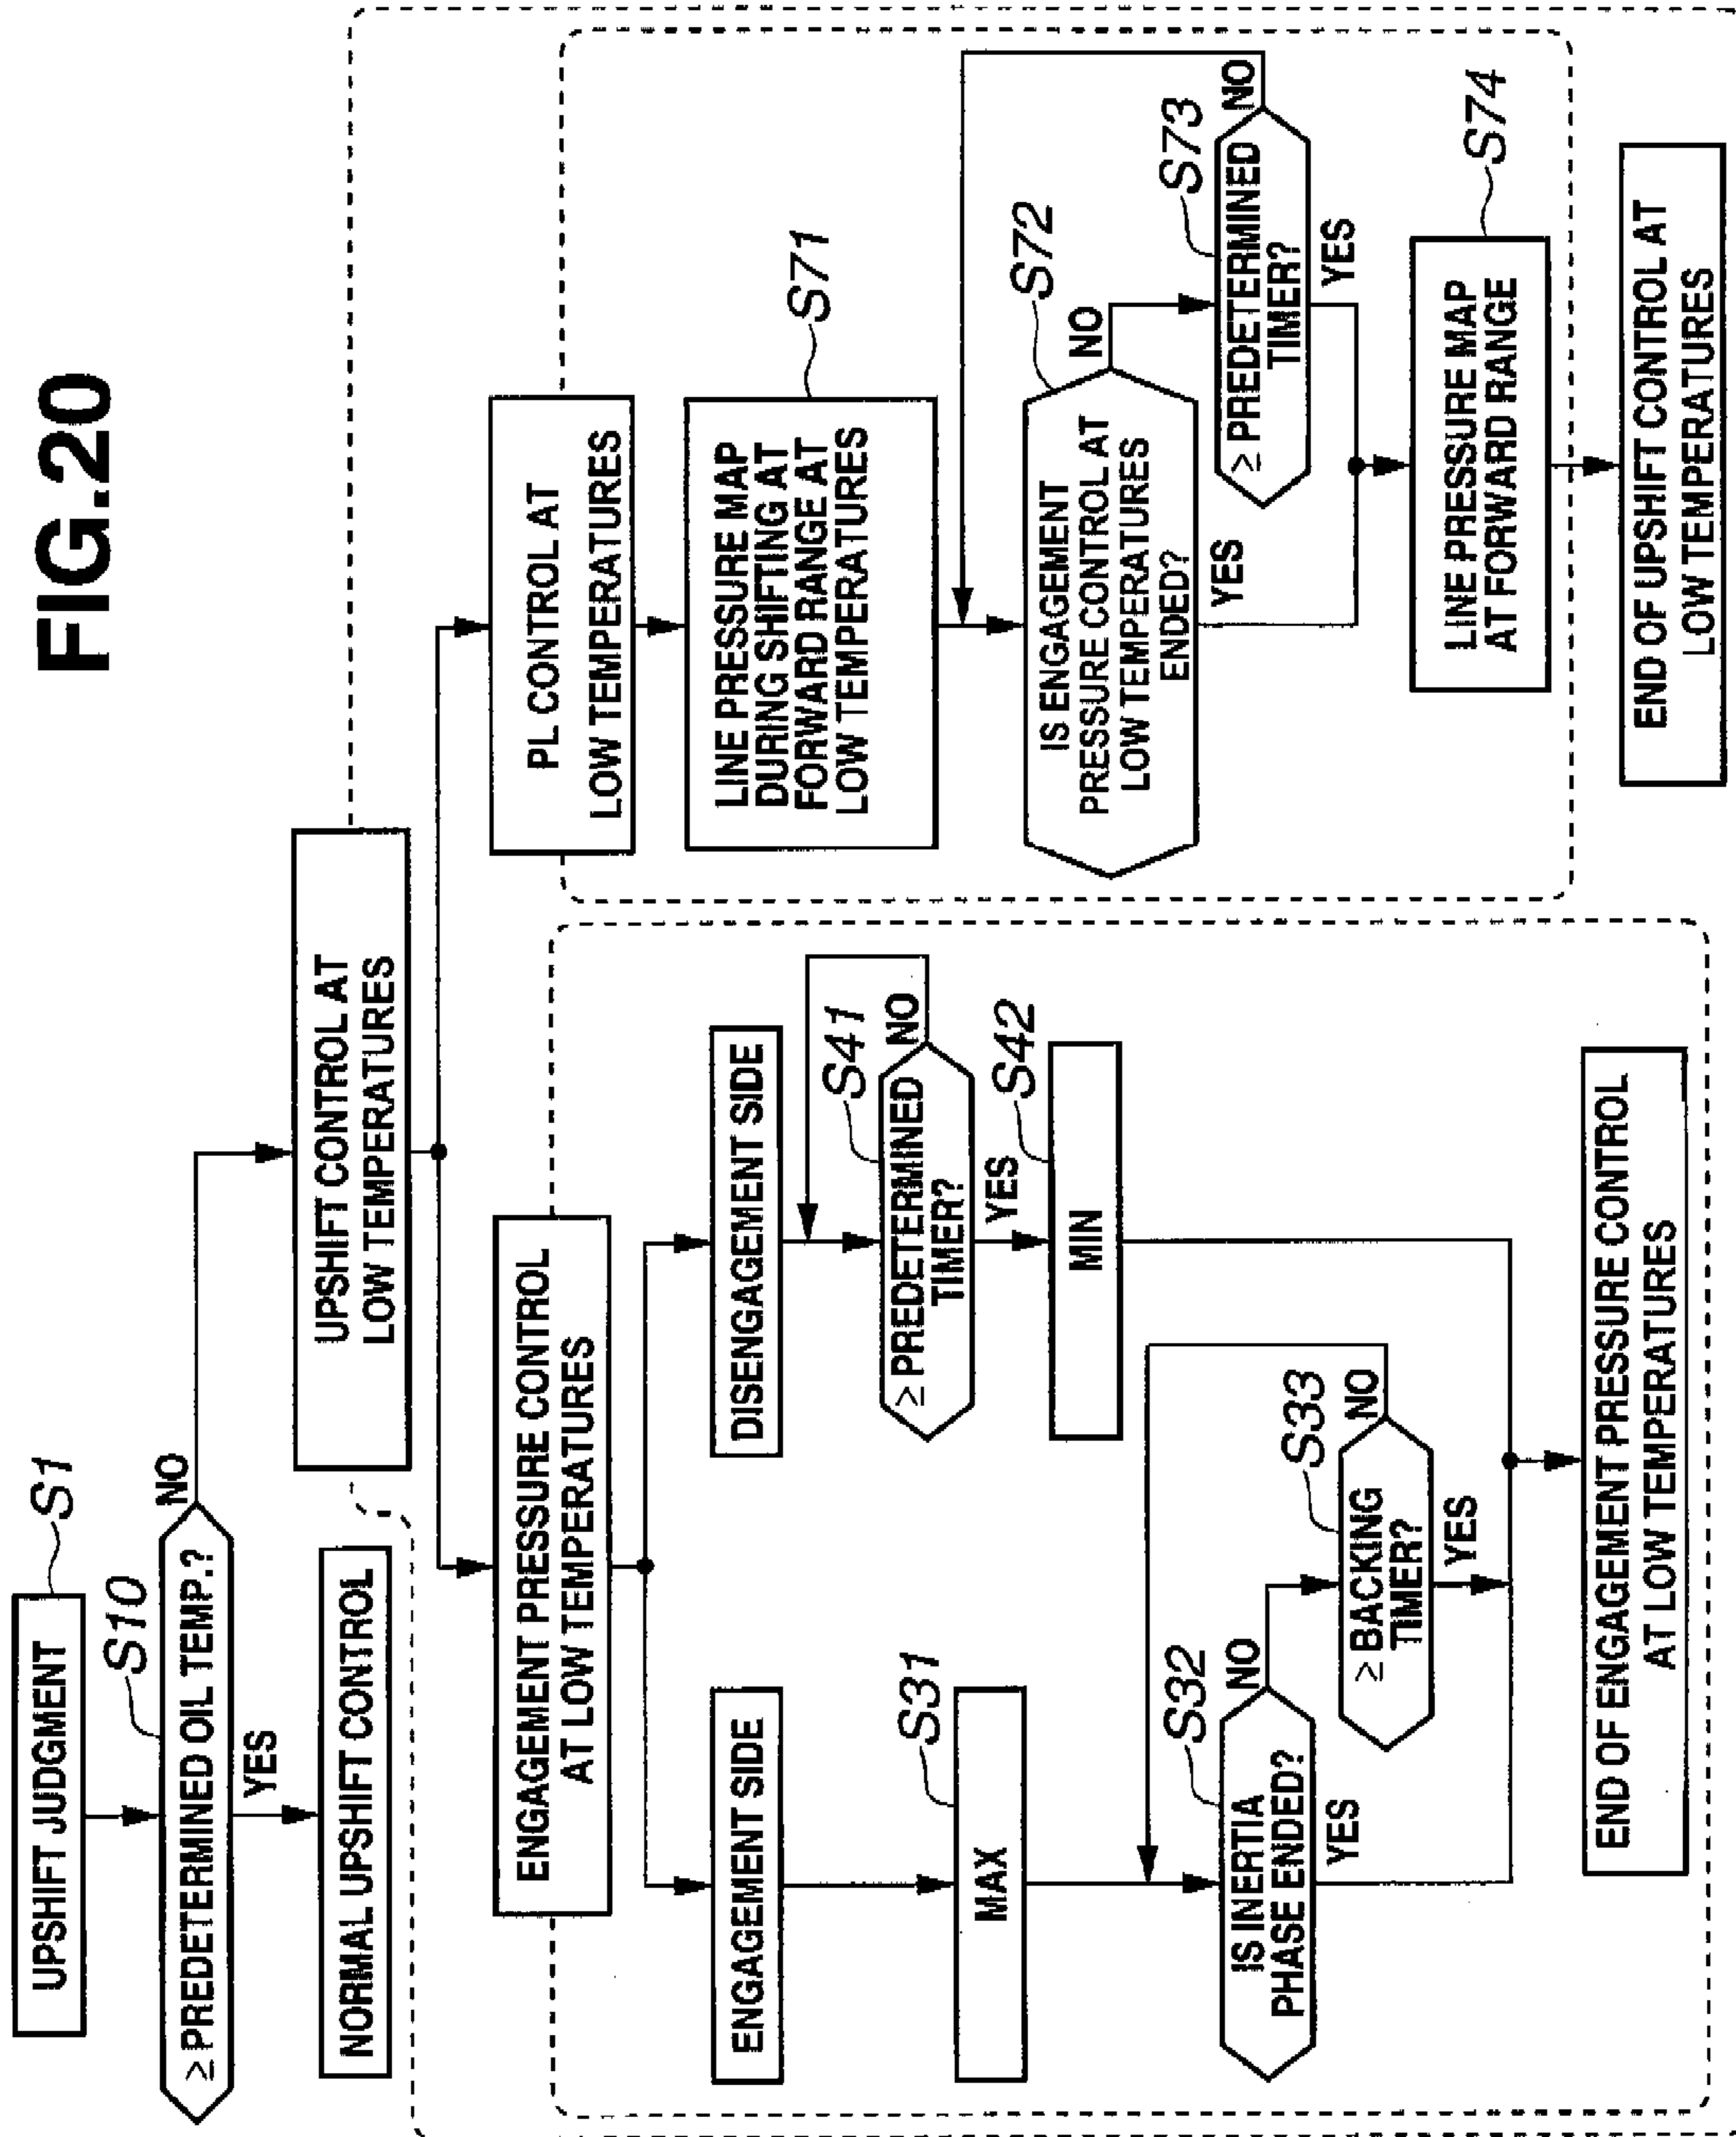 FIG.20
UPSHIFT JUDGMENT
S1
S10
≥ PREDETERMINED OIL TEMP.?
NO
YES
NORMAL UPSHIFT CONTROL
UPSHIFT CONTROL AT
LOW TEMPERATURES
ENGAGEMENT PRESSURE CONTROL
AT LOW TEMPERATURES
ENGAGEMENT SIDE
S31
MAX
S32
IS INERTIA
PHASE ENDED?
NO
YES
S33
≥ BACKING
TIMER?
NO
YES
DISENGAGEMENT SIDE
S41
≥ PREDETERMINED
TIMER?
NO
YES
S42
MIN
END OF ENGAGEMENT PRESSURE CONTROL
AT LOW TEMPERATURES
PL CONTROL AT
LOW TEMPERATURES
S71
LINE PRESSURE MAP
DURING SHIFTING AT
FORWARD RANGE AT
LOW TEMPERATURES
S72
IS ENGAGEMENT
PRESSURE CONTROL AT
LOW TEMPERATURES
ENDED?
NO
YES
S73
≥ PREDETERMINED
TIMER?
NO
YES
S74
LINE PRESSURE MAP
AT FORWARD RANGE
END OF UPSHIFT CONTROL AT
LOW TEMPERATURES